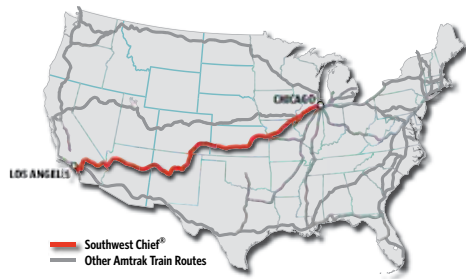 CHICAGO
LOS ANGELES
Southwest Chief®
Other Amtrak Train Routes